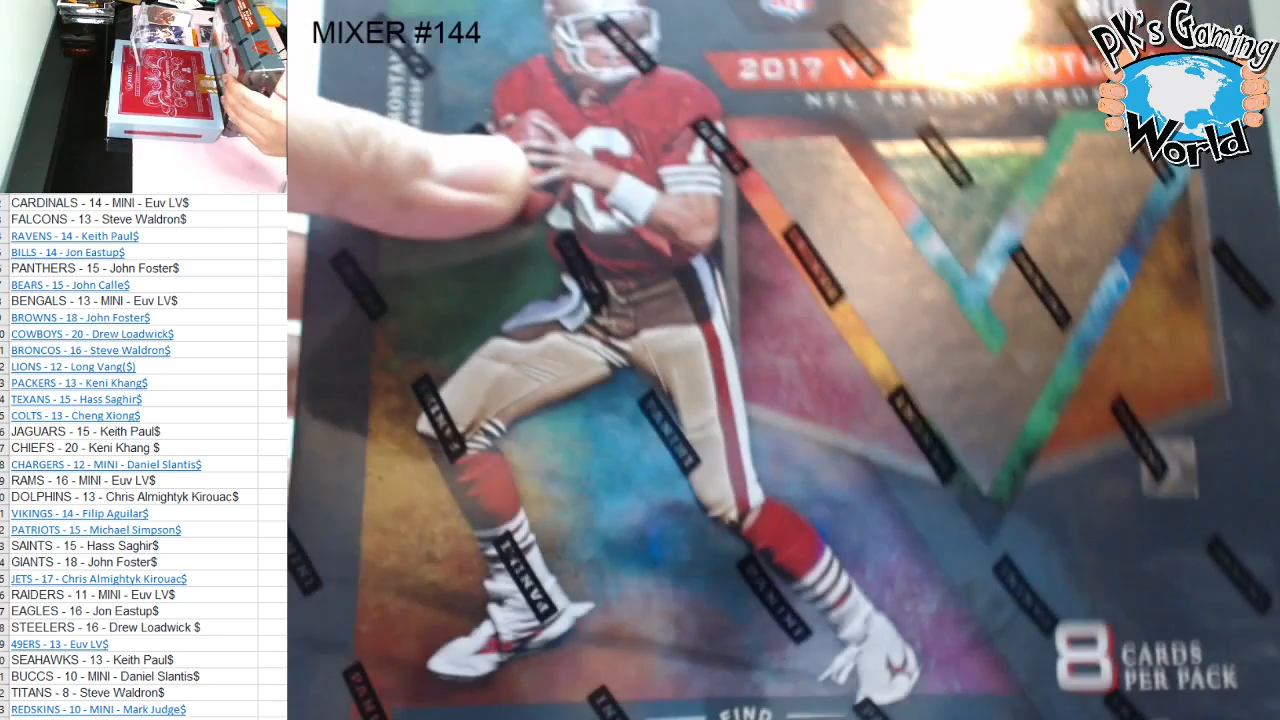 MIXER #144
PK's Gaming
World
2017
NFL TRADING CARDS
CARDINALS - 14 - MINI - Euv LV$
FALCONS - 13 - Steve Waldron$
RAVENS - 14 - Keith Paul$
BILLS - 14 - Jon Eastup$
PANTHERS - 15 - John Foster$
BEARS - 15 - John Calle$
BENGALS - 13 - MINI - Euv LV$
BROWNS - 18 - John Foster$
COWBOYS - 20 - Drew Loadwick$
BRONCOS - 16 - Steve Waldron$
LIONS - 12 - Long Vang($)
PACKERS - 13 - Keni Khang$
TEXANS - 15 - Hass Saghir$
COLTS - 13 - Cheng Xiong$
JAGUARS - 15 - Keith Paul$
CHIEFS - 20 - Keni Khang $
CHARGERS - 12 - MINI - Daniel Slantis$
RAMS - 16 - MINI - Euv LV$
DOLPHINS - 13 - Chris Almightyk Kirouac$
VIKINGS - 14 - Filip Aguilar$
PATRIOTS - 15 - Michael Simpson$
SAINTS - 15 - Hass Saghir$
GIANTS - 18 - John Foster$
JETS - 17 - Chris Almightyk Kirouac$
RAIDERS - 11 - MINI - Euv LV$
EAGLES - 16 - Jon Eastup$
STEELERS - 16 - Drew Loadwick $
49ERS - 13 - Euv LV$
SEAHAWKS - 13 - Keith Paul$
BUCCS - 10 - MINI - Daniel Slantis$
TITANS - 8 - Steve Waldron$
REDSKINS - 10 - MINI - Mark Judge$
PANINI
PANINI
PANINI
8 CARDS
PER PACK
FIND